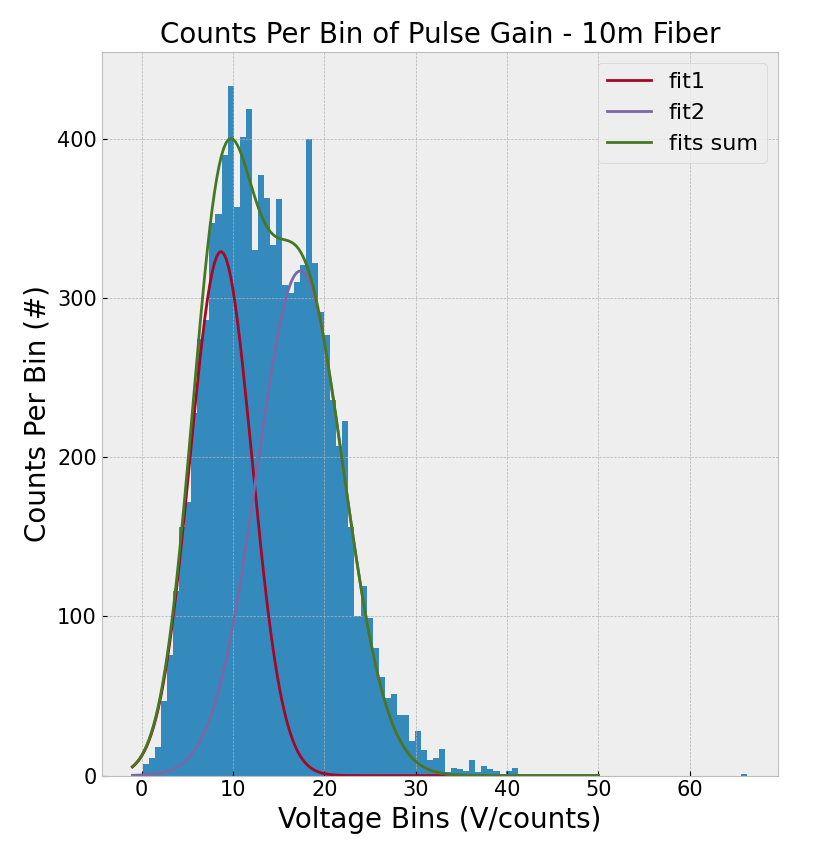 Counts Per Bin of Pulse Gain - 10m Fiber
fit1
fit2
fits sum
Counts Per Bin (#)
400
300
200
100
0
0 10 20 30 40 50 60
Voltage Bins (V/counts)